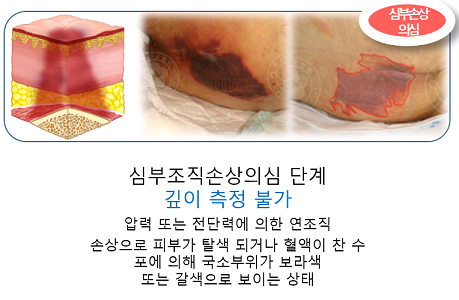 심부손상
의심
심부조직손상의심 단계
깊이 측정 불가
압력 또는 전단력에 의한 연조직
손상으로 피부가 탈색 되거나 혈액이 찬 수
포에 의해 국소부위가 보라색
또는 갈색으로 보이는 상태